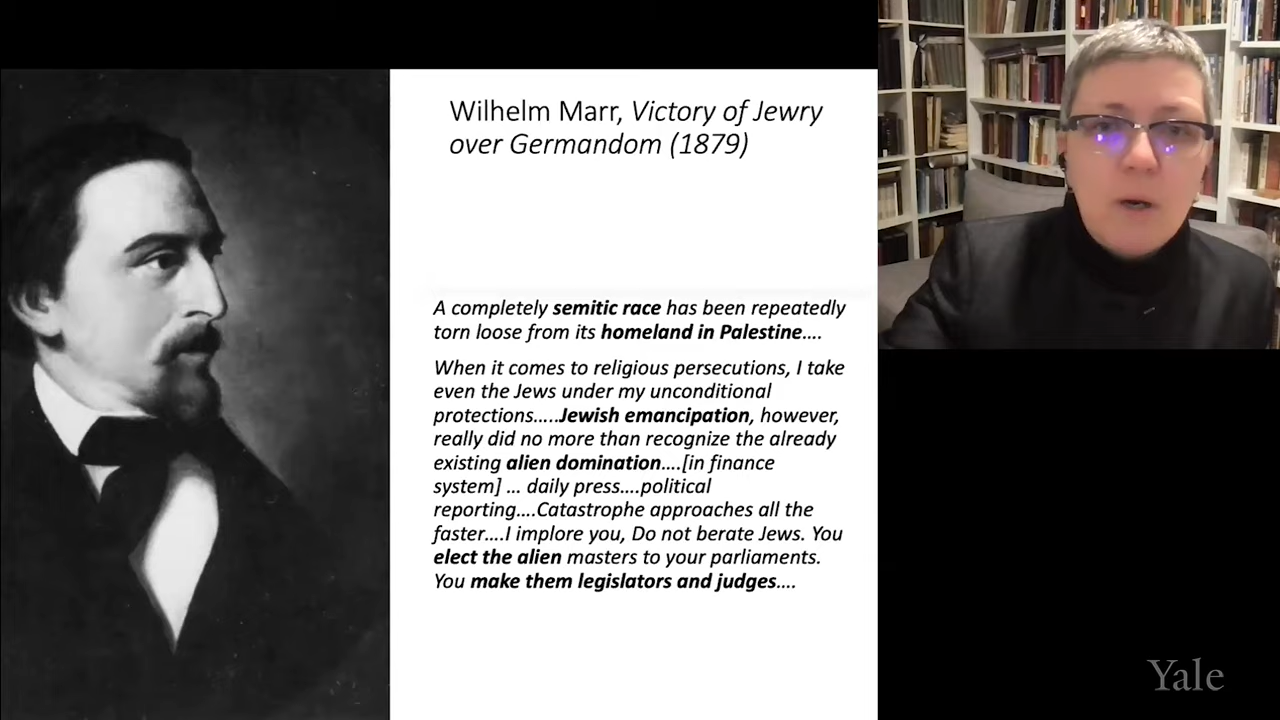 Wilhelm Marr, Victory of Jewry
over Germandom (1879)
A completely semitic race has been repeatedly
torn loose from its homeland in Palestine....
When it comes to religious persecutions, I take
even the Jews under my unconditional
protections.....Jewish emancipation, however,
really did no more than recognize the already
existing alien domination....[in finance
system] ... daily press....political
reporting....Catastrophe approaches all the
faster....I implore you, Do not berate Jews. You
elect the alien masters to your parliaments.
You make them legislators and judges....
Yale